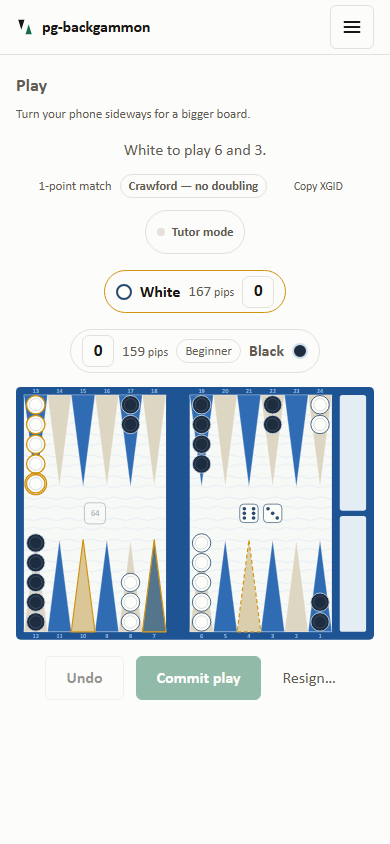 pg-backgammon
Play
Turn your phone sideways for a bigger board.
White to play 6 and 3.
1-point match Crawford — no doubling Copy XGID
Tutor mode
White 167 pips 0
0 159 pips Beginner Black
13 14 15 16 17 18 19 20 21 22 23 24
64
12 11 10 9 8 7 6 5 4 3 2 1
Undo Commit play Resign...